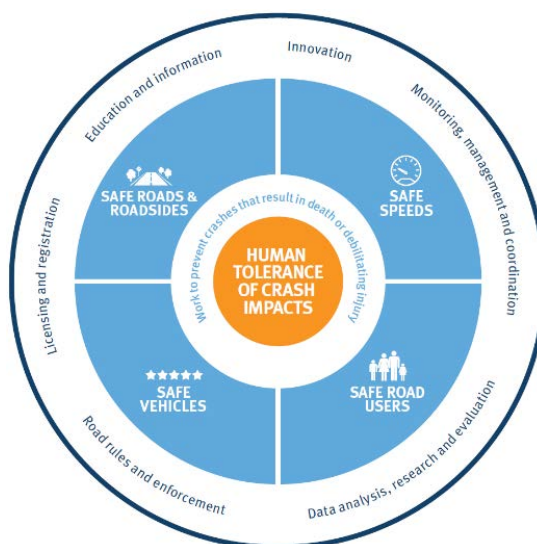 Innovation
Education and information
Monitoring, management and coordination
SAFE ROADS &
ROADSIDES
SAFE
SPEEDS
Work to prevent crashes that result in death or debilitating injury
HUMAN
TOLERANCE
OF CRASH
IMPACTS
Licensing and registration
SAFE
VEHICLES
SAFE ROAD
USERS
Road rules and enforcement
Data analysis, research and evaluation